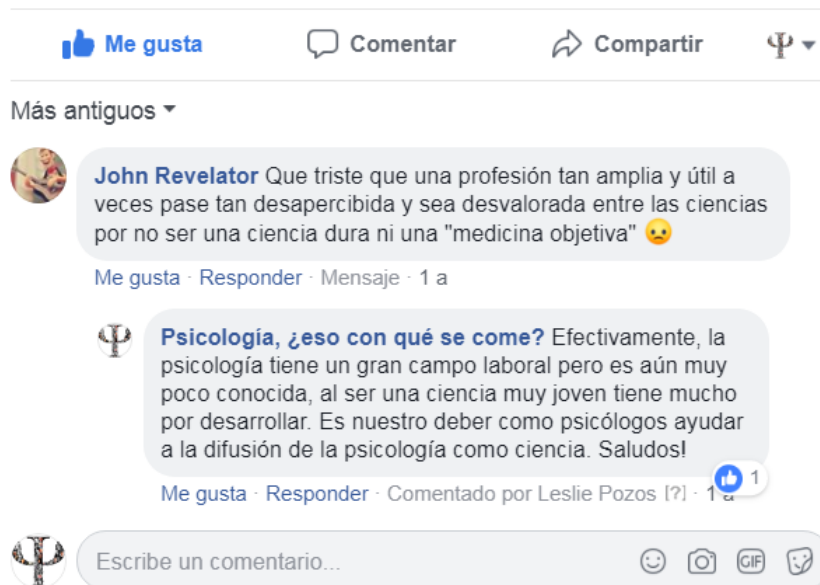 Me gusta Comentar Compartir
Más antiguos
John Revelator Que triste que una profesión tan amplia y útil a
veces pase tan desapercibida y sea desvalorada entre las ciencias
por no ser una ciencia dura ni una "medicina objetiva"
Me gusta · Responder · Mensaje · 1 a
Psicología, ¿eso con qué se come? Efectivamente, la
psicología tiene un gran campo laboral pero es aún muy
poco conocida, al ser una ciencia muy joven tiene mucho
por desarrollar. Es nuestro deber como psicólogos ayudar
a la difusión de la psicología como ciencia. Saludos!
1
Me gusta · Responder · Comentado por Leslie Pozos [?] · 1 a
Escribe un comentario...
GIF